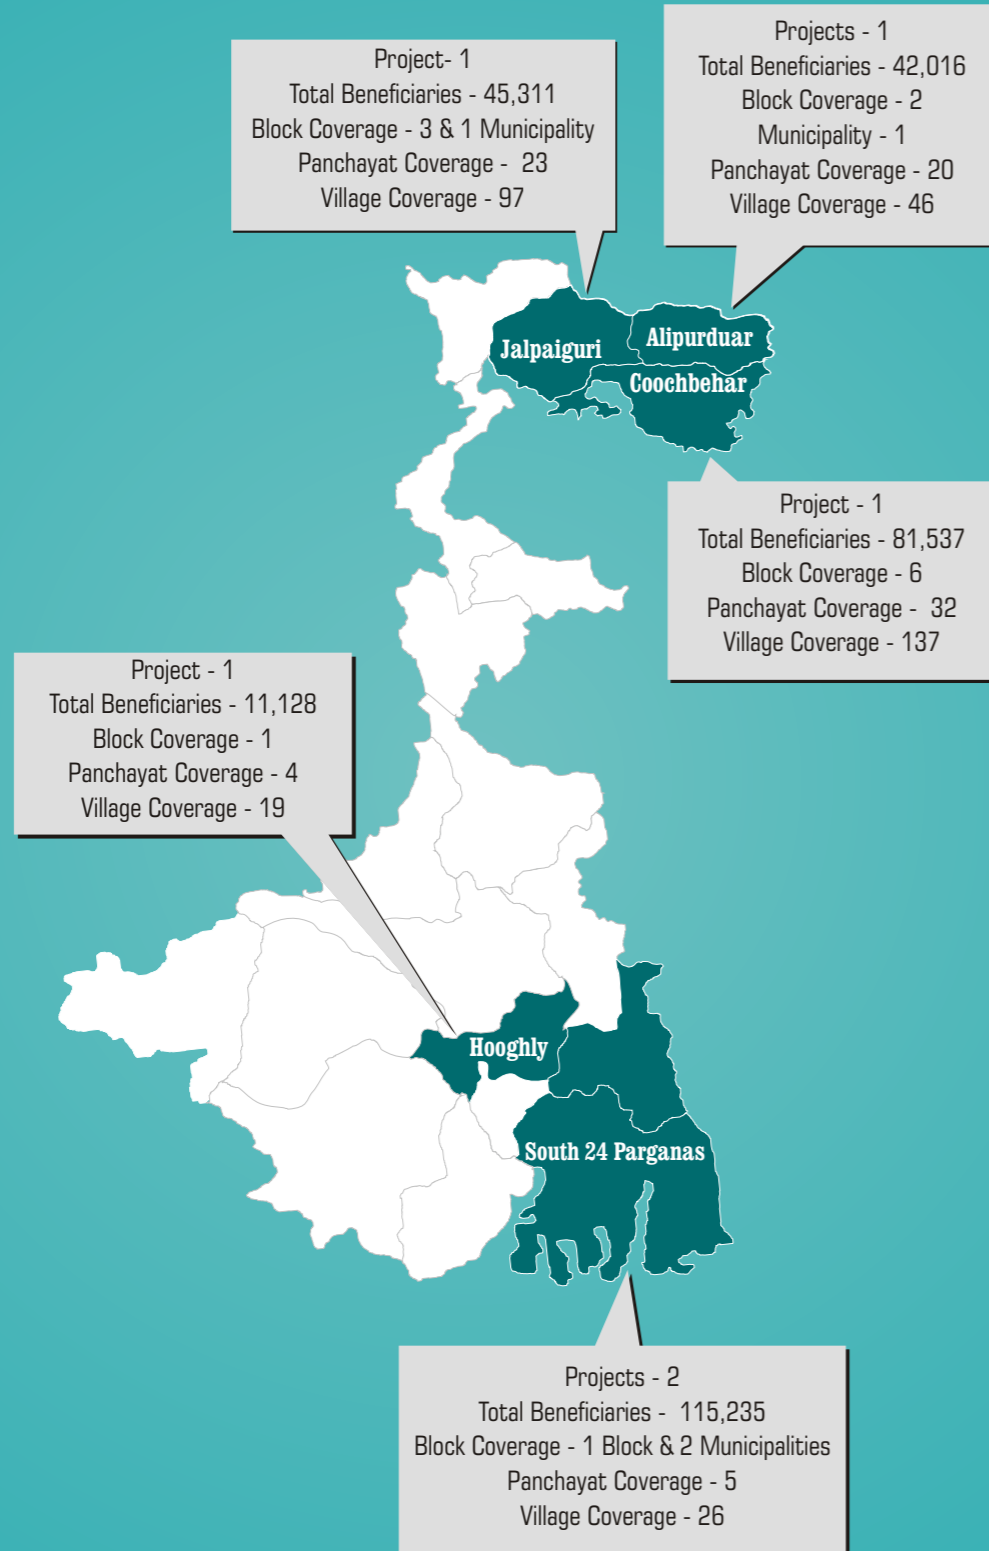 Project- 1
Total Beneficiaries - 45,311
Block Coverage - 3 & 1 Municipality
Panchayat Coverage - 23
Village Coverage - 97
Projects - 1
Total Beneficiaries - 42,016
Block Coverage - 2
Municipality - 1
Panchayat Coverage - 20
Village Coverage - 46
Jalpaiguri
Alipurduar
Coochbehar
Project - 1
Total Beneficiaries - 81,537
Block Coverage - 6
Panchayat Coverage - 32
Village Coverage - 137
Project - 1
Total Beneficiaries - 11,128
Block Coverage - 1
Panchayat Coverage - 4
Village Coverage - 19
Hooghly
South 24 Parganas
Projects - 2
Total Beneficiaries - 115,235
Block Coverage - 1 Block & 2 Municipalities
Panchayat Coverage - 5
Village Coverage - 26